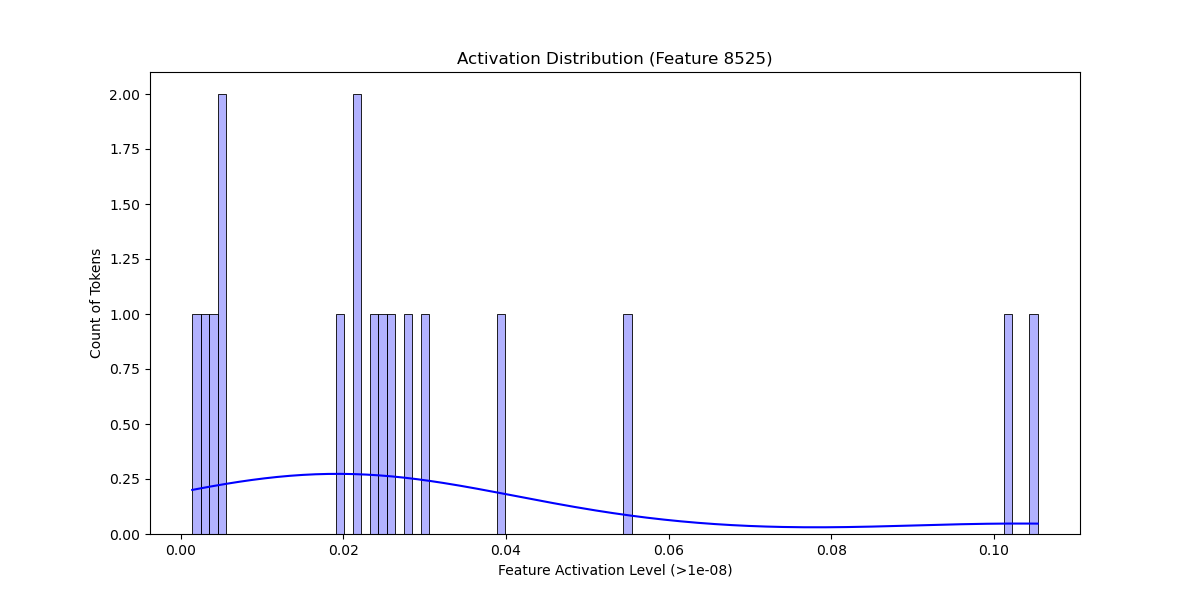 Activation Distribution (Feature 8525)
2.00
1.75
1.50
1.25
1.00
0.75
0.50
0.25
0.00
Count of Tokens
0.00 0.02 0.04 0.06 0.08 0.10
Feature Activation Level (>1e-08)